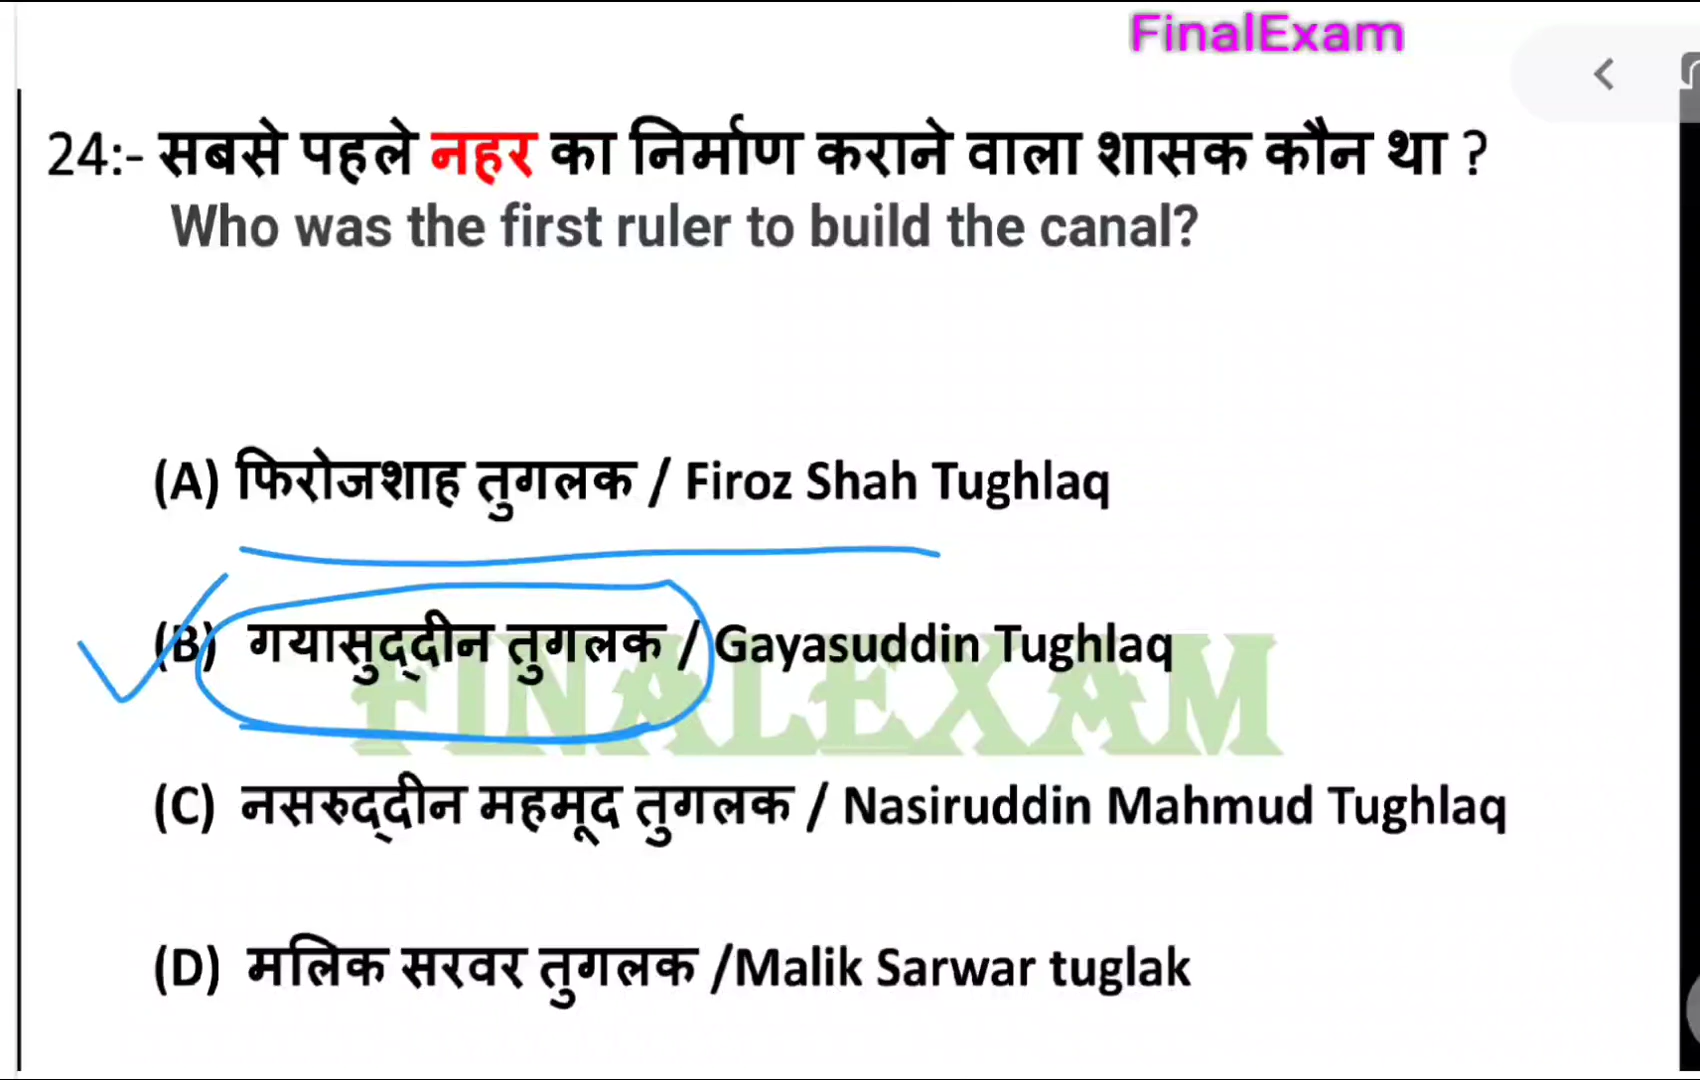 FinalExam
24:- सबसे पहले नहर का निर्माण कराने वाला शासक कौन था ?
Who was the first ruler to build the canal?
(A) फिरोजशाह तुगलक / Firoz Shah Tughlaq
(B) गयासुद्‌दीन तुगलक / Gayasuddin Tughlaq
FINALEXAM
(C) नसरुद्‌दीन महमूद तुगलक / Nasiruddin Mahmud Tughlaq
(D) मलिक सरवर तुगलक /Malik Sarwar tuglak